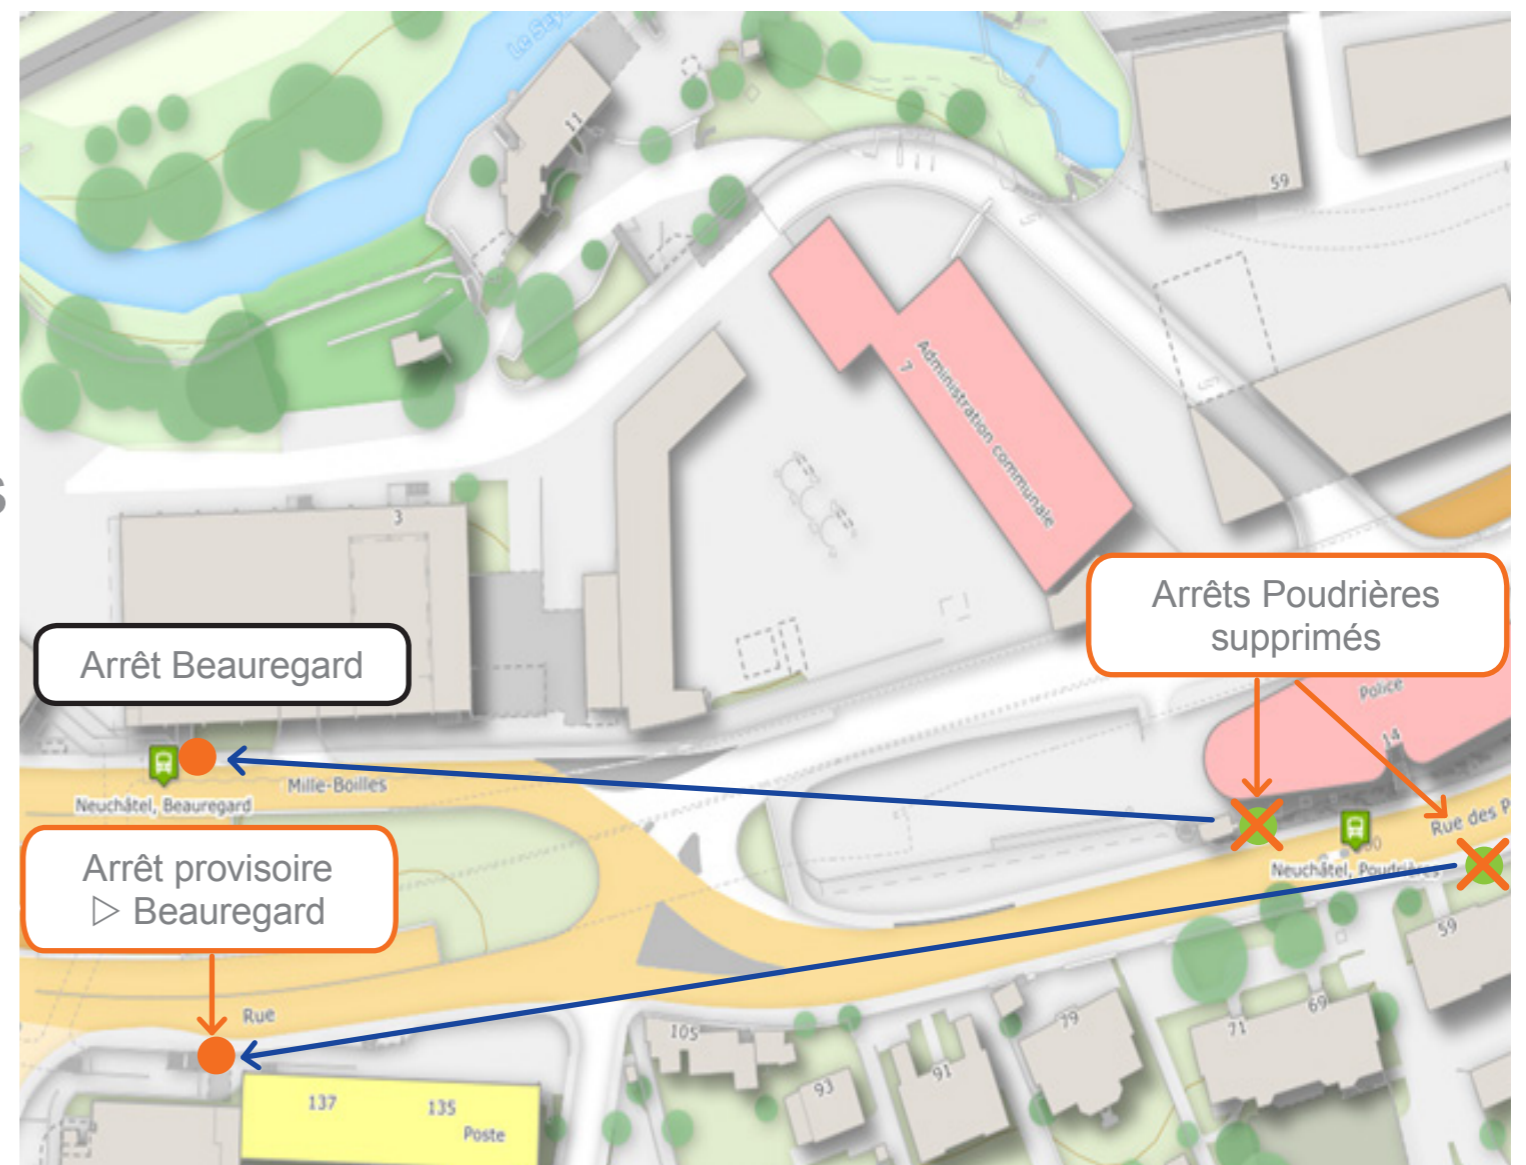 Le Sey
11
59
Administration communale
7
3
s
Arrêts Poudrières
supprimés
Arrêt Beauregard
Police
14
Mille-Boilles
Neuchâtel, Beauregard
Rue des P
Neuchâtel, Poudrières
Arrêt provisoire
▷ Beauregard
59
Rue
69
71
79
105
91
93
137
135
Poste